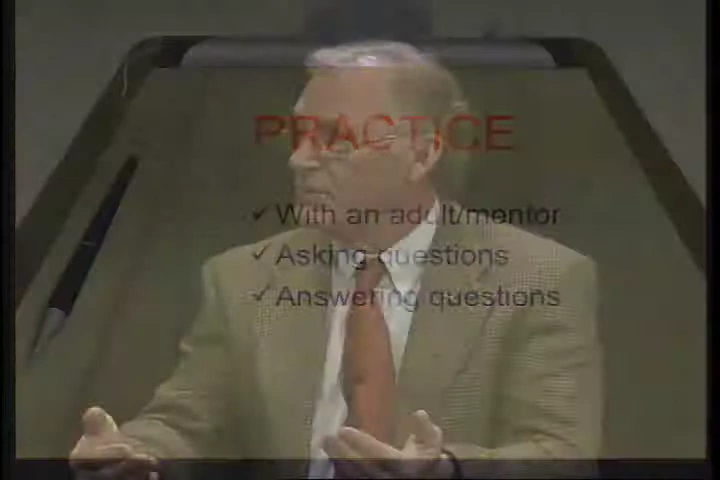 PRACTICE
✓ With an adult/mentor
✓ Asking questions
✓ Answering questions